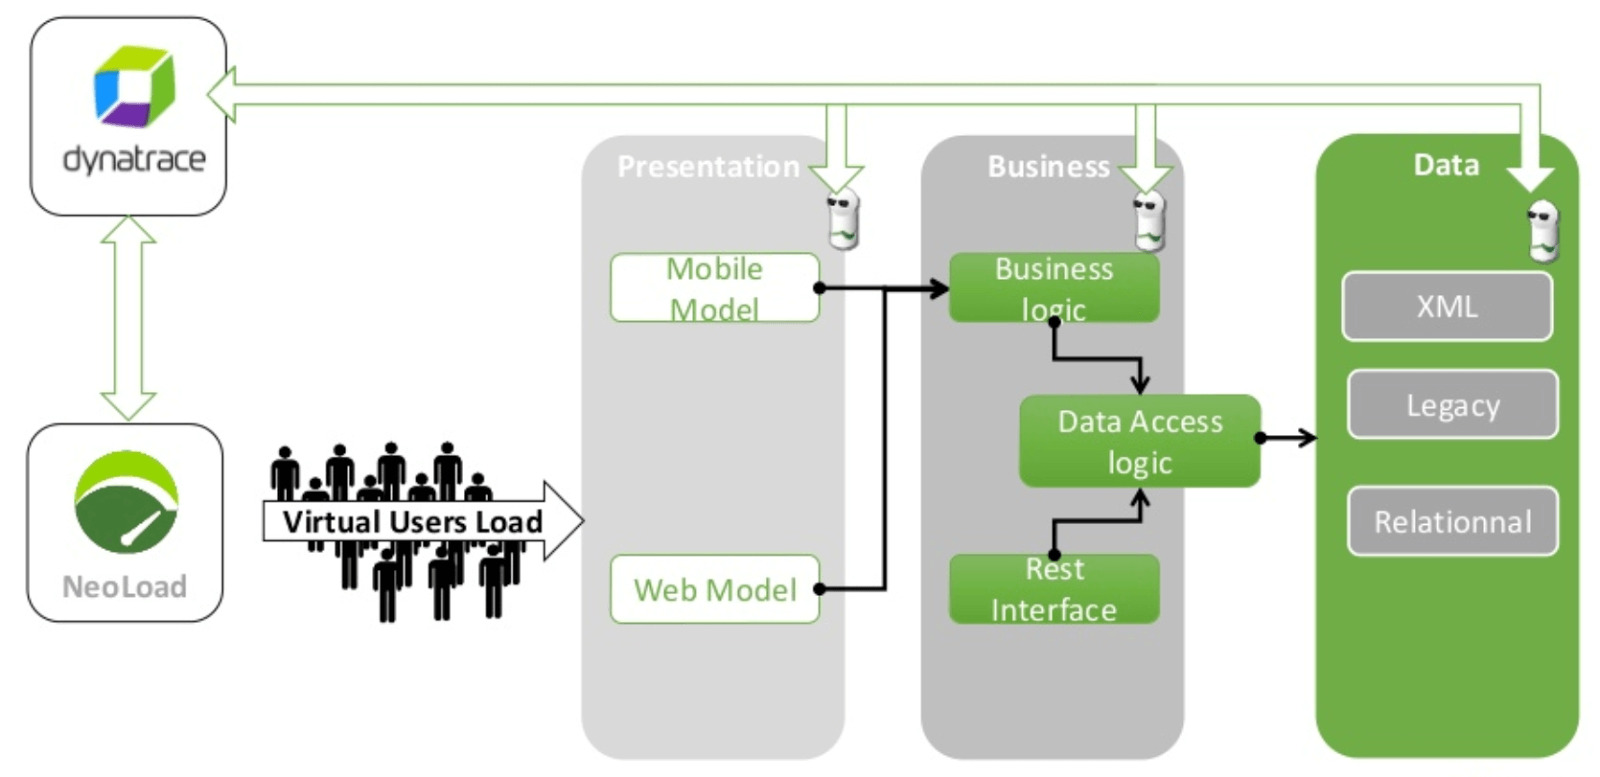 dynatrace
NeoLoad
Virtual Users Load
Presentation
Mobile
Model
Web Model
Business
Business
logic
Data Access
logic
Rest
Interface
Data
XML
Legacy
Relationnal